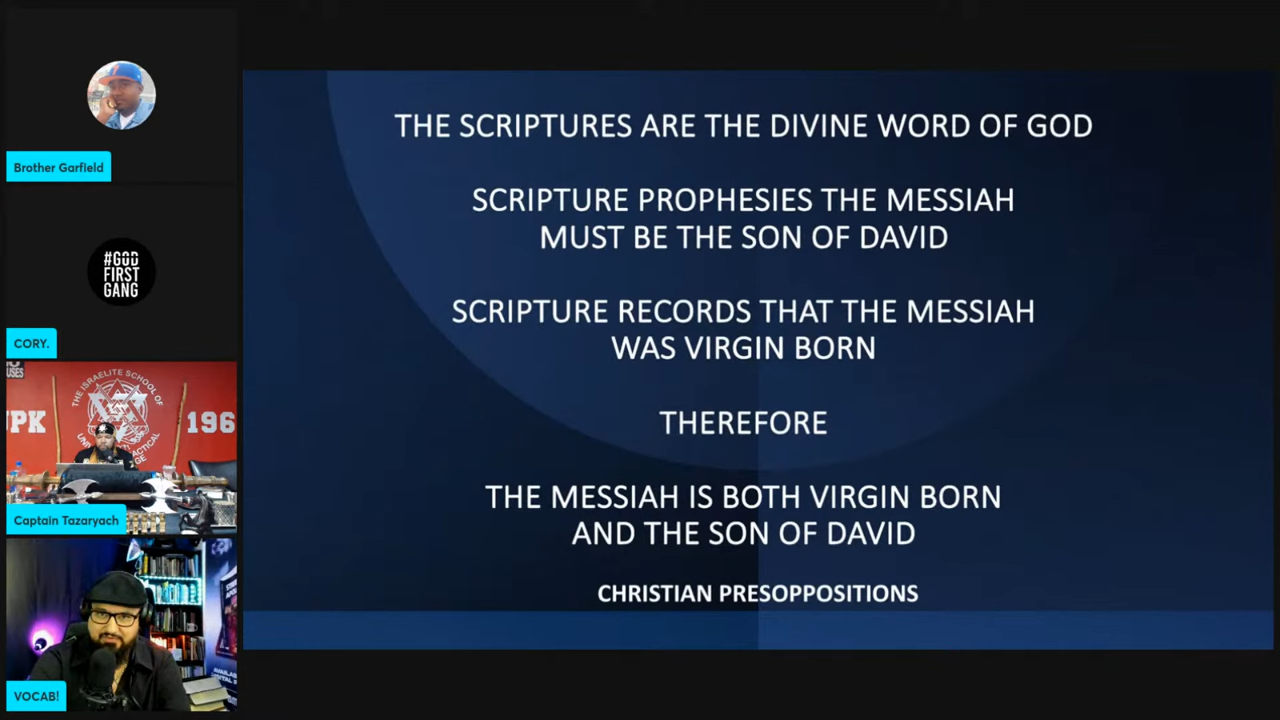 Brother Garfield
#GOD
FIRST
GANG
CORY.
THE ISRAELITE SCHOOL OF
196
Captain Tazaryach
VOCAB!
THE SCRIPTURES ARE THE DIVINE WORD OF GOD
SCRIPTURE PROPHESIES THE MESSIAH
MUST BE THE SON OF DAVID
SCRIPTURE RECORDS THAT THE MESSIAH
WAS VIRGIN BORN
THEREFORE
THE MESSIAH IS BOTH VIRGIN BORN
AND THE SON OF DAVID
CHRISTIAN PRESOPPOSITIONS